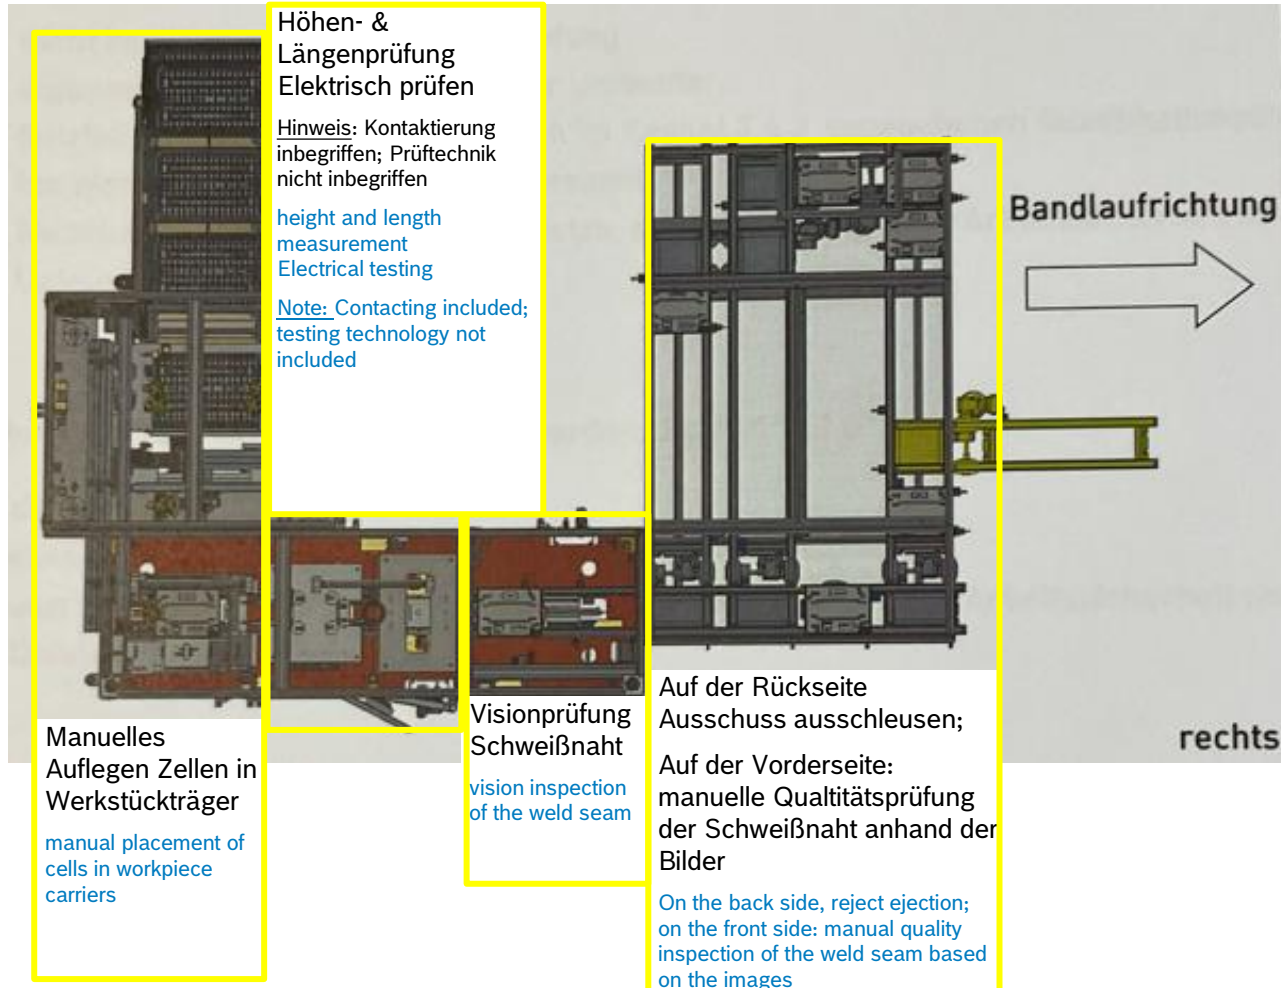 Höhen- &
Längenprüfung
Elektrisch prüfen
Hinweis: Kontaktierung
inbegriffen; Prüftechnik
nicht inbegriffen
height and length
measurement
Electrical testing
Note: Contacting included;
testing technology not
included
Bandlaufrichtung
rechts
Manuelles
Auflegen Zellen in
Werkstückträger
manual placement of
cells in workpiece
carriers
Visionprüfung
Schweißnaht
vision inspection
of the weld seam
Auf der Rückseite
Ausschuss ausschleusen;
Auf der Vorderseite:
manuelle Qualtitätsprüfung
der Schweißnaht anhand der
Bilder
On the back side, reject ejection;
on the front side: manual quality
inspection of the weld seam based
on the images